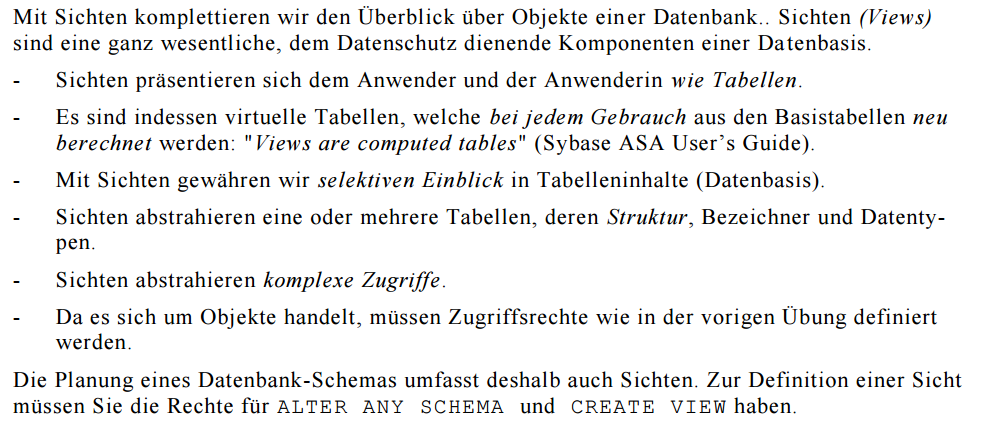 Mit Sichten komplettieren wir den Überblick über Objekte einer Datenbank.. Sichten (Views)
sind eine ganz wesentliche, dem Datenschutz dienende Komponenten einer Datenbasis.
- Sichten präsentieren sich dem Anwender und der Anwenderin wie Tabellen.
- Es sind indessen virtuelle Tabellen, welche bei jedem Gebrauch aus den Basistabellen neu
berechnet werden: "Views are computed tables" (Sybase ASA User's Guide).
- Mit Sichten gewähren wir selektiven Einblick in Tabelleninhalte (Datenbasis).
- Sichten abstrahieren eine oder mehrere Tabellen, deren Struktur, Bezeichner und Datenty-
pen.
- Sichten abstrahieren komplexe Zugriffe.
- Da es sich um Objekte handelt, müssen Zugriffsrechte wie in der vorigen Übung definiert
werden.
Die Planung eines Datenbank-Schemas umfasst deshalb auch Sichten. Zur Definition einer Sicht
müssen Sie die Rechte für ALTER ANY SCHEMA und CREATE VIEW haben.